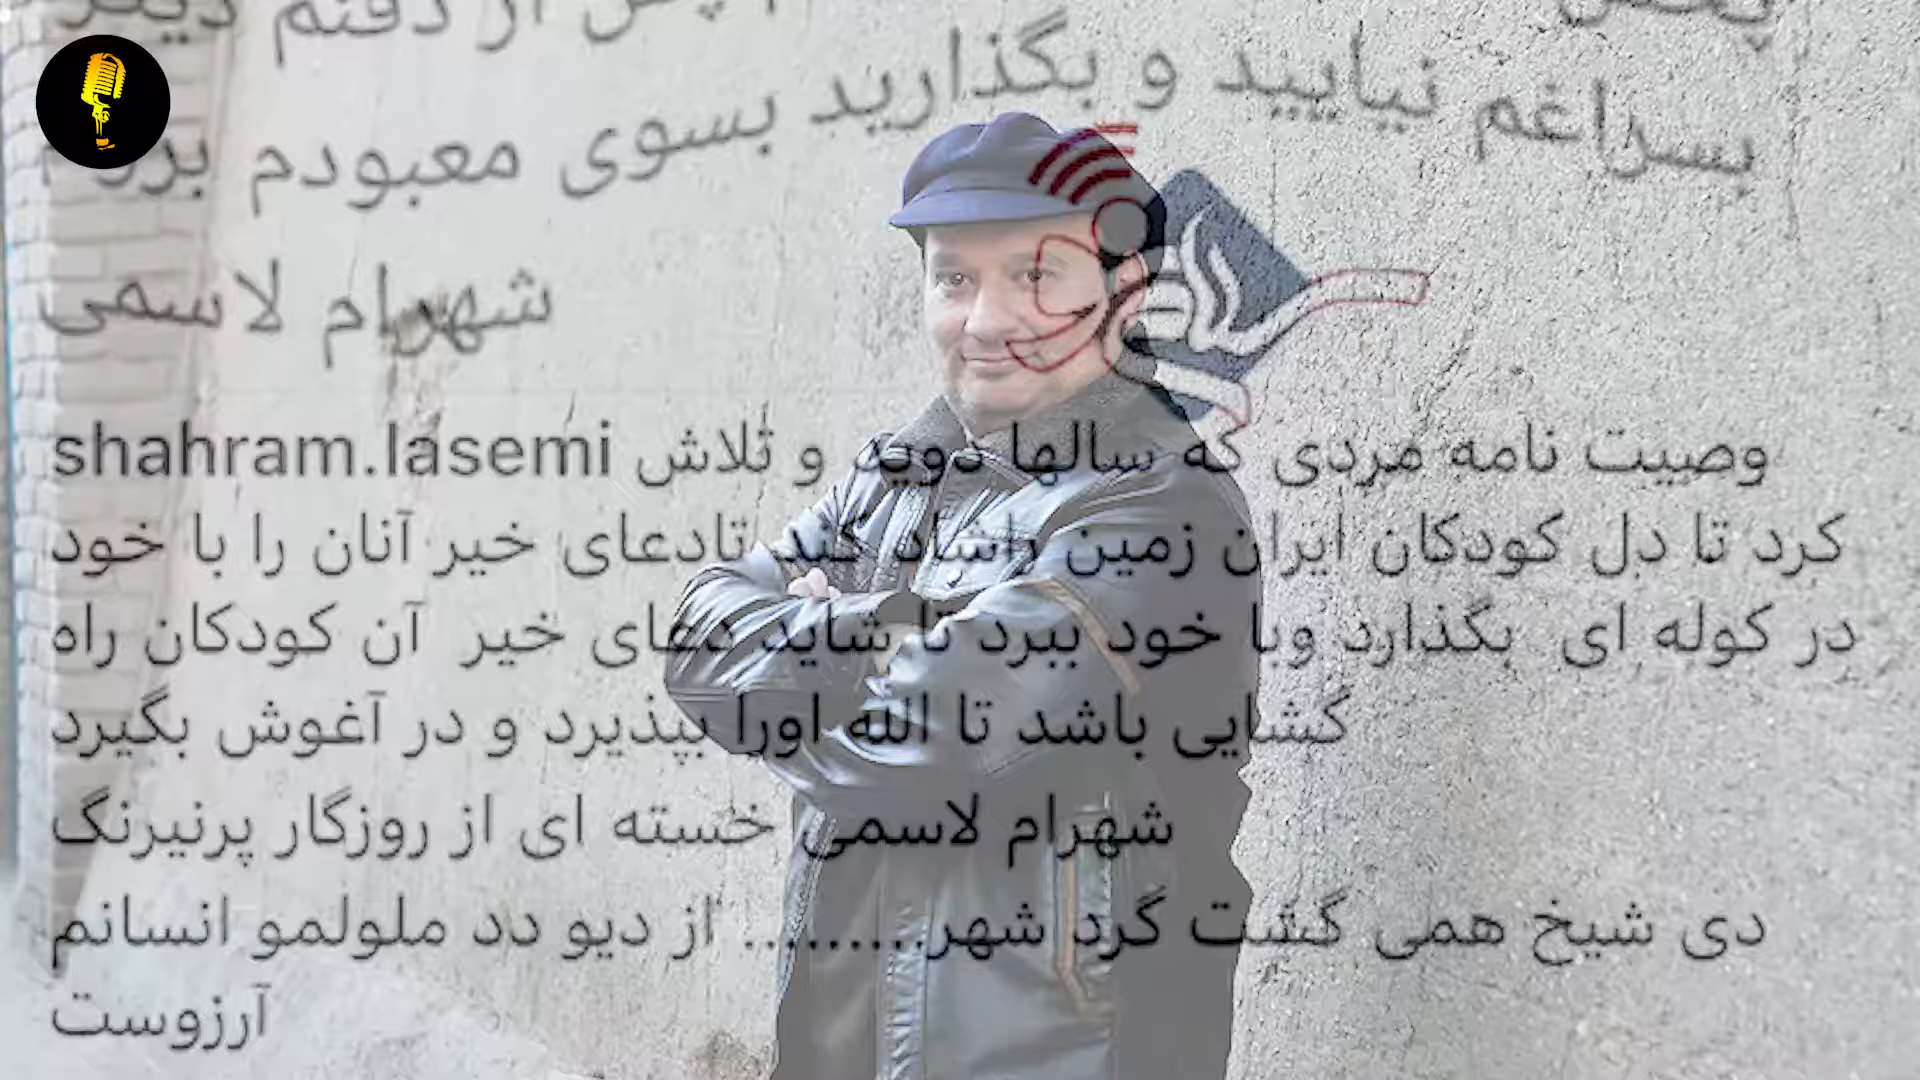 پس از دفنم دیگر
بسراغم نیایید و بگذارید بسوی معبودم بروم
شهرام لاسمی
shahram.lasemi وصیت نامه مردی که سالها دوید و تلاش
کرد تا دل کودکان ایران زمین راشاد کند تادعای خیر آنان را با خود
در کوله ای بگذارد وبا خود ببرد تا شاید دعای خیر آن کودکان راه
گشایی باشد تا الله اورا بپذیرد و در آغوش بگیرد
شهرام لاسمی خسته ای از روزگار پرنیرنگ
دی شیخ همی گشت گرد شهر......... از دیو دد ملولمو انسانم
آرزوست